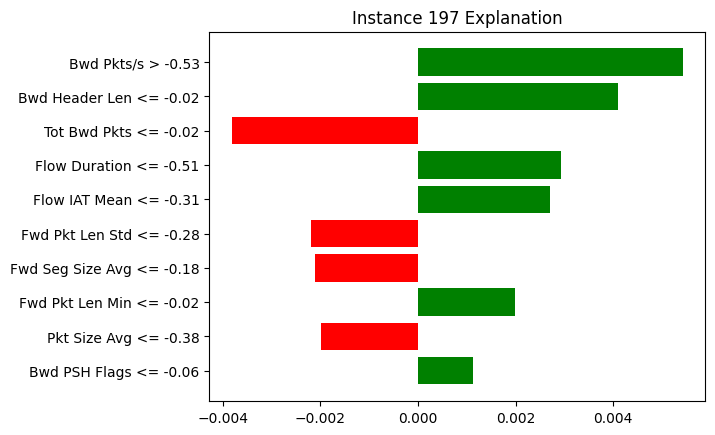 Instance 197 Explanation
Bwd Pkts/s > -0.53
Bwd Header Len <= -0.02
Tot Bwd Pkts <= -0.02
Flow Duration <= -0.51
Flow IAT Mean <= -0.31
Fwd Pkt Len Std <= -0.28
Fwd Seg Size Avg <= -0.18
Fwd Pkt Len Min <= -0.02
Pkt Size Avg <= -0.38
Bwd PSH Flags <= -0.06
−0.004 −0.002 0.000 0.002 0.004